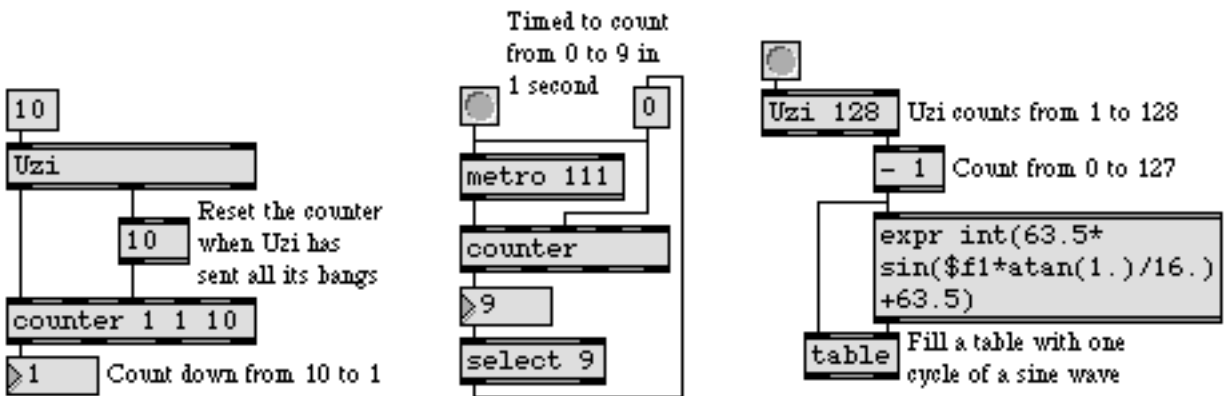 10
Uzi
10
Reset the counter
when Uzi has
sent all its bangs
counter 1 1 10
1
Count down from 10 to 1
Timed to count
from 0 to 9 in
1 second
0
metro 111
counter
9
select 9
Uzi 128
Uzi counts from 1 to 128
- 1
Count from 0 to 127
expr int(63.5*
sin($f1*atan(1.)/16.)
+63.5)
table
Fill a table with one
cycle of a sine wave